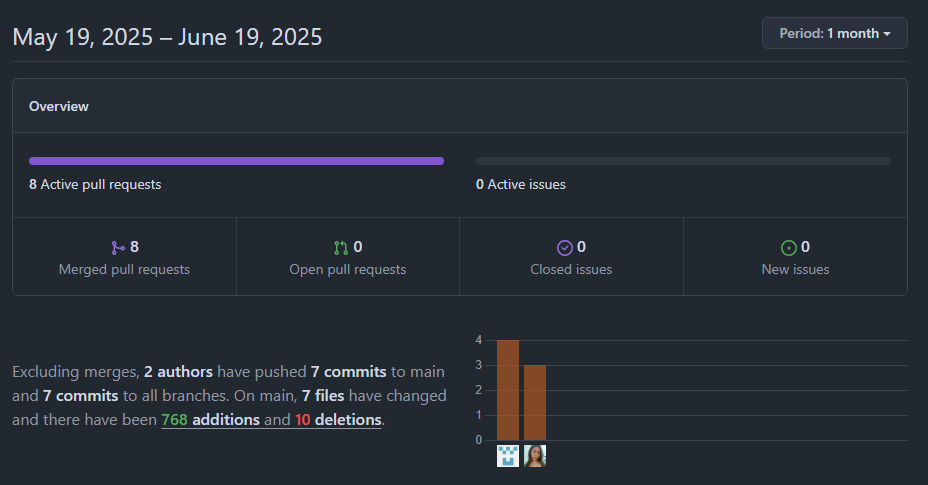 May 19, 2025 – June 19, 2025
Period: 1 month
Overview
8 Active pull requests
0 Active issues
8
Merged pull requests
0
Open pull requests
0
Closed issues
0
New issues
Excluding merges, 2 authors have pushed 7 commits to main
and 7 commits to all branches. On main, 7 files have changed
and there have been 768 additions and 10 deletions.
4
3
2
1
0